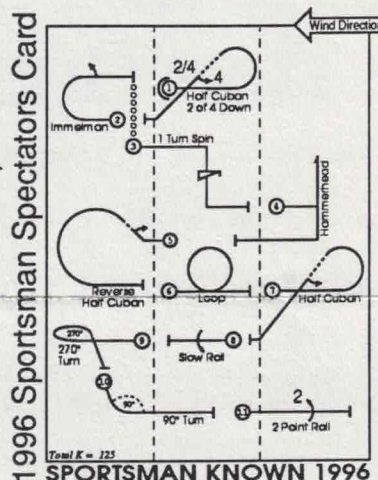 1996 Sportsman Spectators Card
Wind Direction
2/4
4
1
Half Cuban
2 of 4 Down
Immelman
2
3
1 Turn Spin
4
Hammerhead
5
Reverse
Half Cuban
6
Loop
7
Half Cuban
270°
270°
Turn
9
Slow Roll
8
10
90°
90° Turn
11
2
2 Point Roll
Total K = 125
SPORTSMAN KNOWN 1996